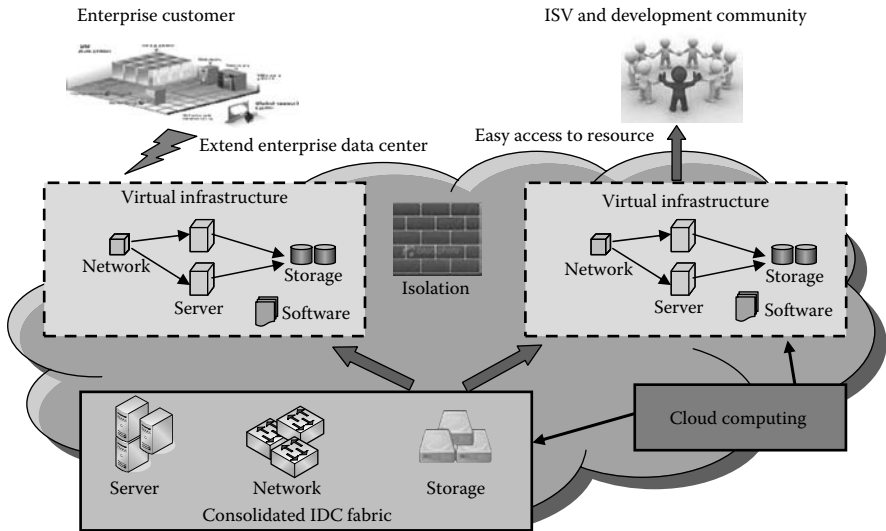 Enterprise customer
ISV and development community
Extend enterprise data center
Easy access to resource
Virtual infrastructure
Network
Server
Storage
Software
Isolation
Virtual infrastructure
Network
Server
Storage
Software
Cloud computing
Server
Network
Storage
Consolidated IDC fabric